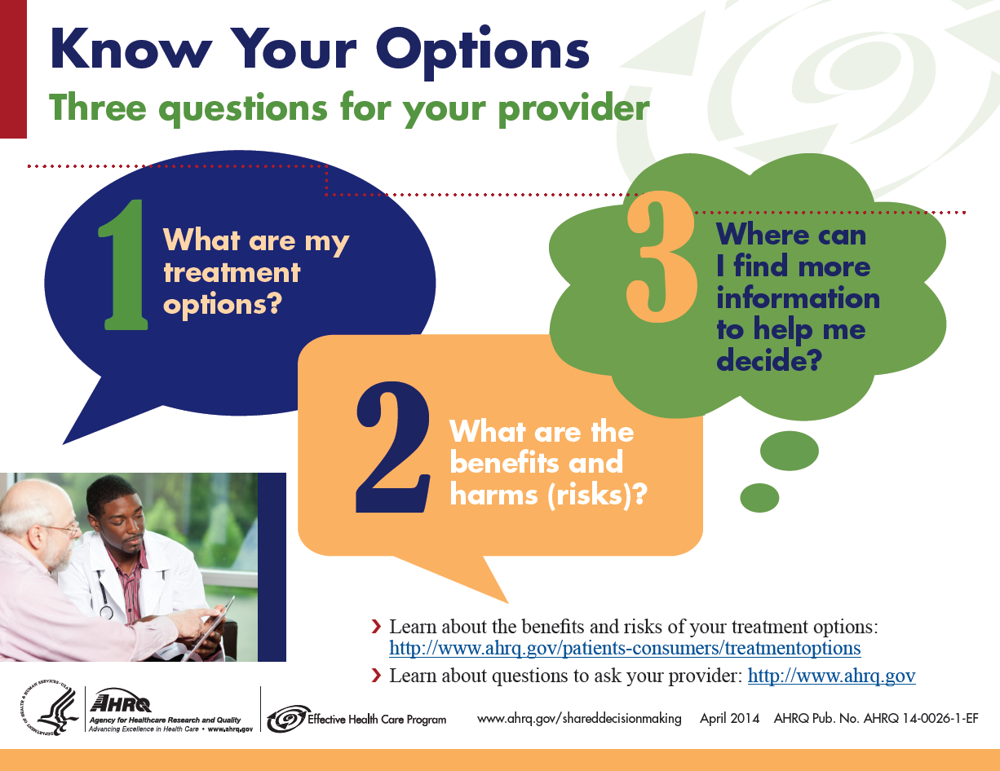 Know Your Options
Three questions for your provider
1
What are my
treatment
options?
2
What are the
benefits and
harms (risks)?
3
Where can
I find more
information
to help me
decide?
Learn about the benefits and risks of your treatment options:
http://www.ahrq.gov/patients-consumers/treatmentoptions
Learn about questions to ask your provider: http://www.ahrq.gov
DEPARTMENT OF HEALTH & HUMAN SERVICES • USA
AHRQ
Agency for Healthcare Research and Quality
Advancing Excellence in Health Care • www.ahrq.gov
Effective Health Care Program
www.ahrq.gov/shareddecisionmaking April 2014 AHRQ Pub. No. AHRQ 14-0026-1-EF